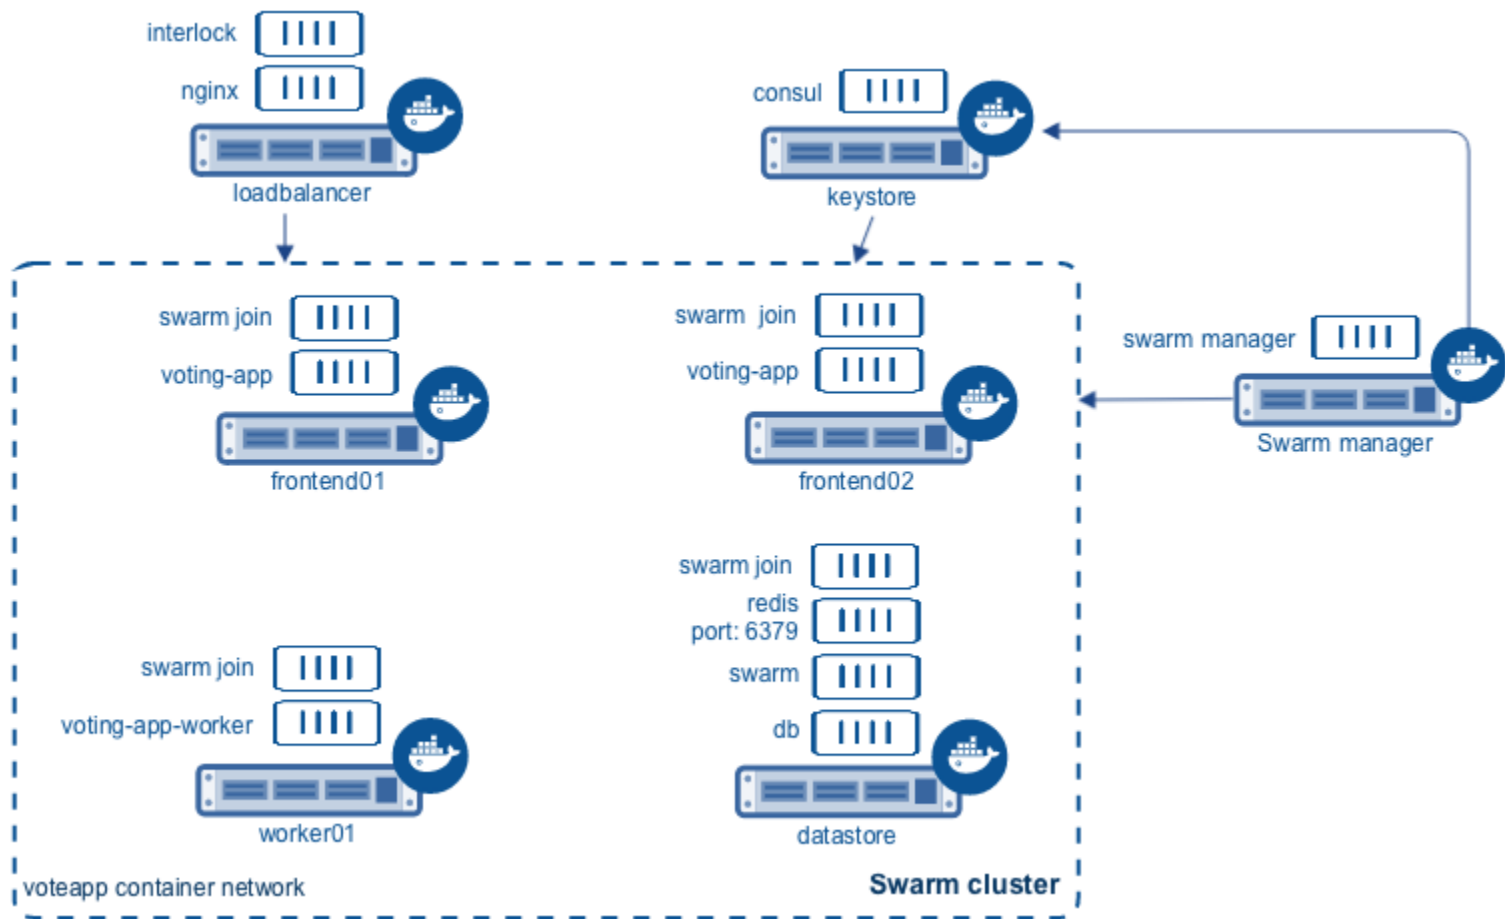 interlock
nginx
loadbalancer
consul
keystore
swarm join
voting-app
frontend01
swarm join
voting-app
frontend02
swarm manager
Swarm manager
swarm join
voting-app-worker
worker01
swarm join
redis
port: 6379
swarm
db
datastore
voteapp container network
Swarm cluster